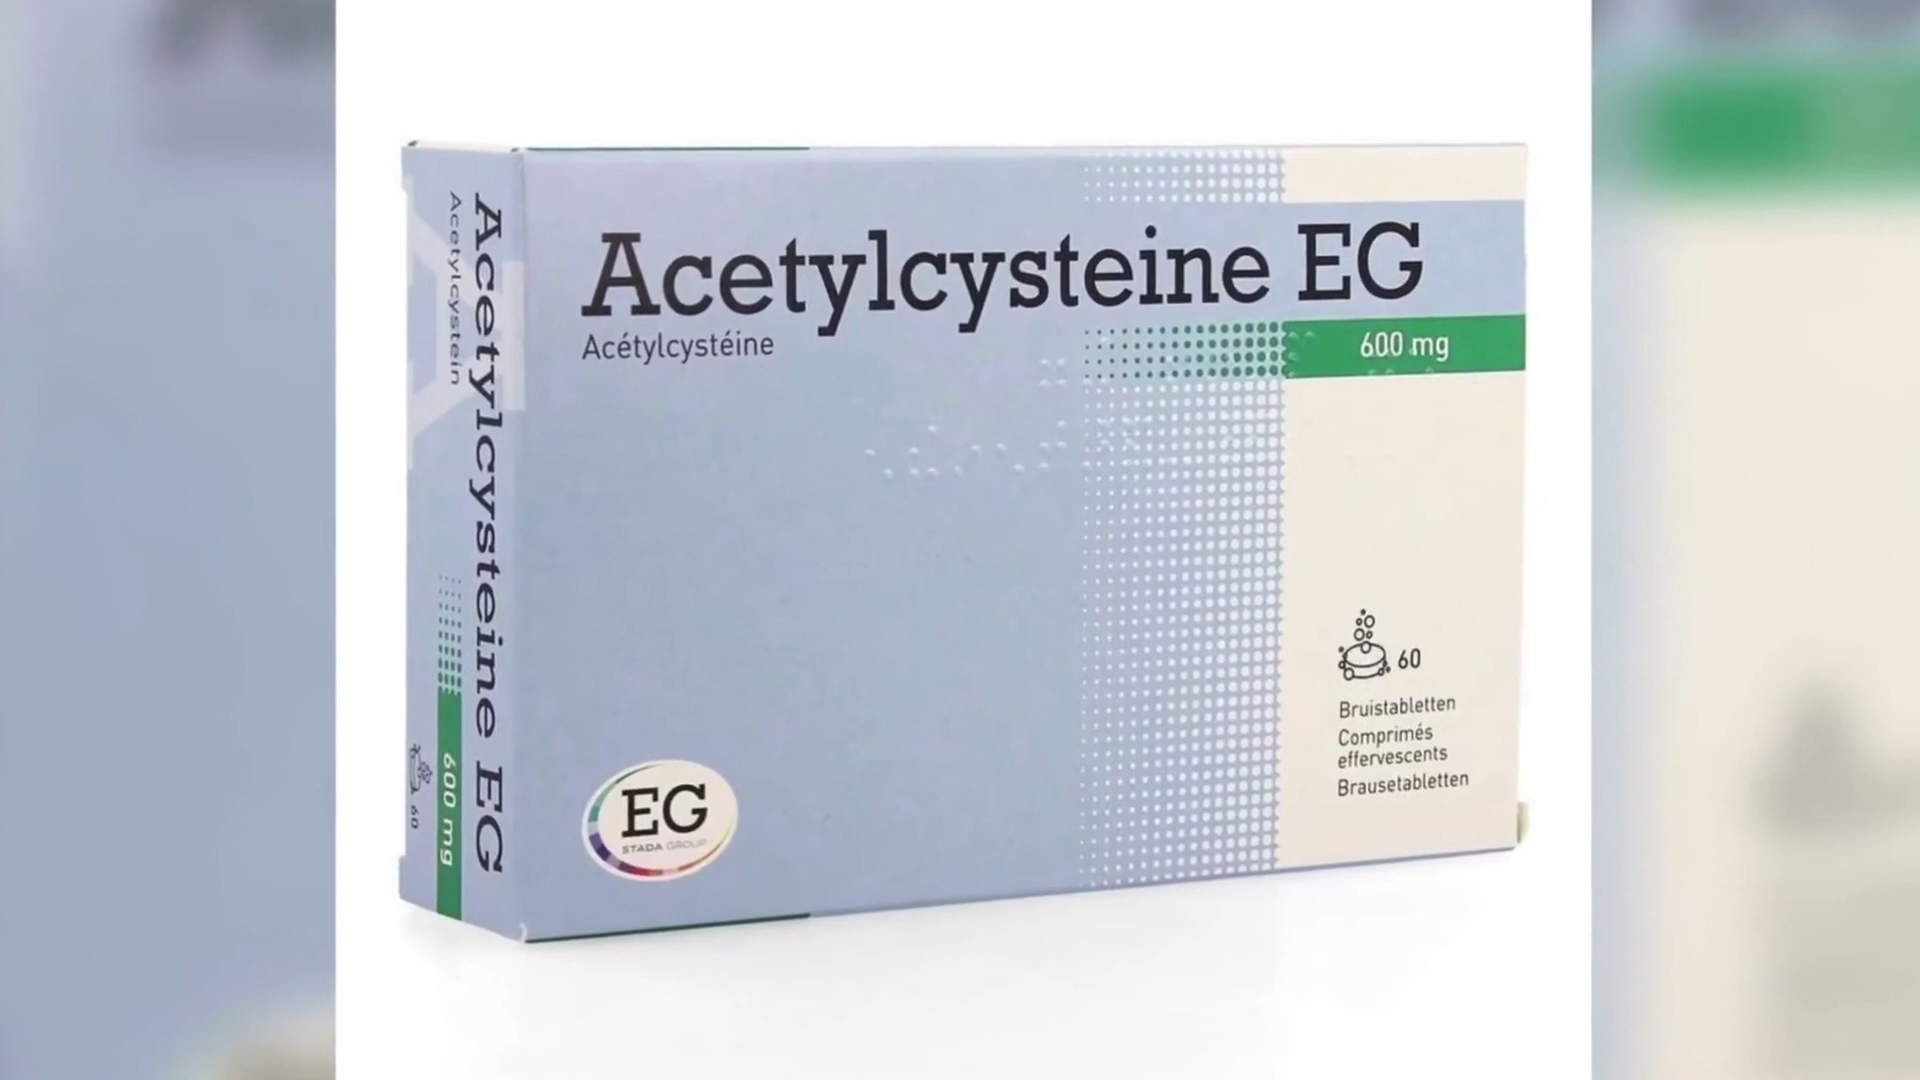 Acetylcysteine EG
Acétylcystéine
600 mg
60
Bruistabletten
Comprimés
effervescents
Brausetabletten
EG
STADA GROUP
Acetylcysteine EG
Acetylcystein
600 mg
60